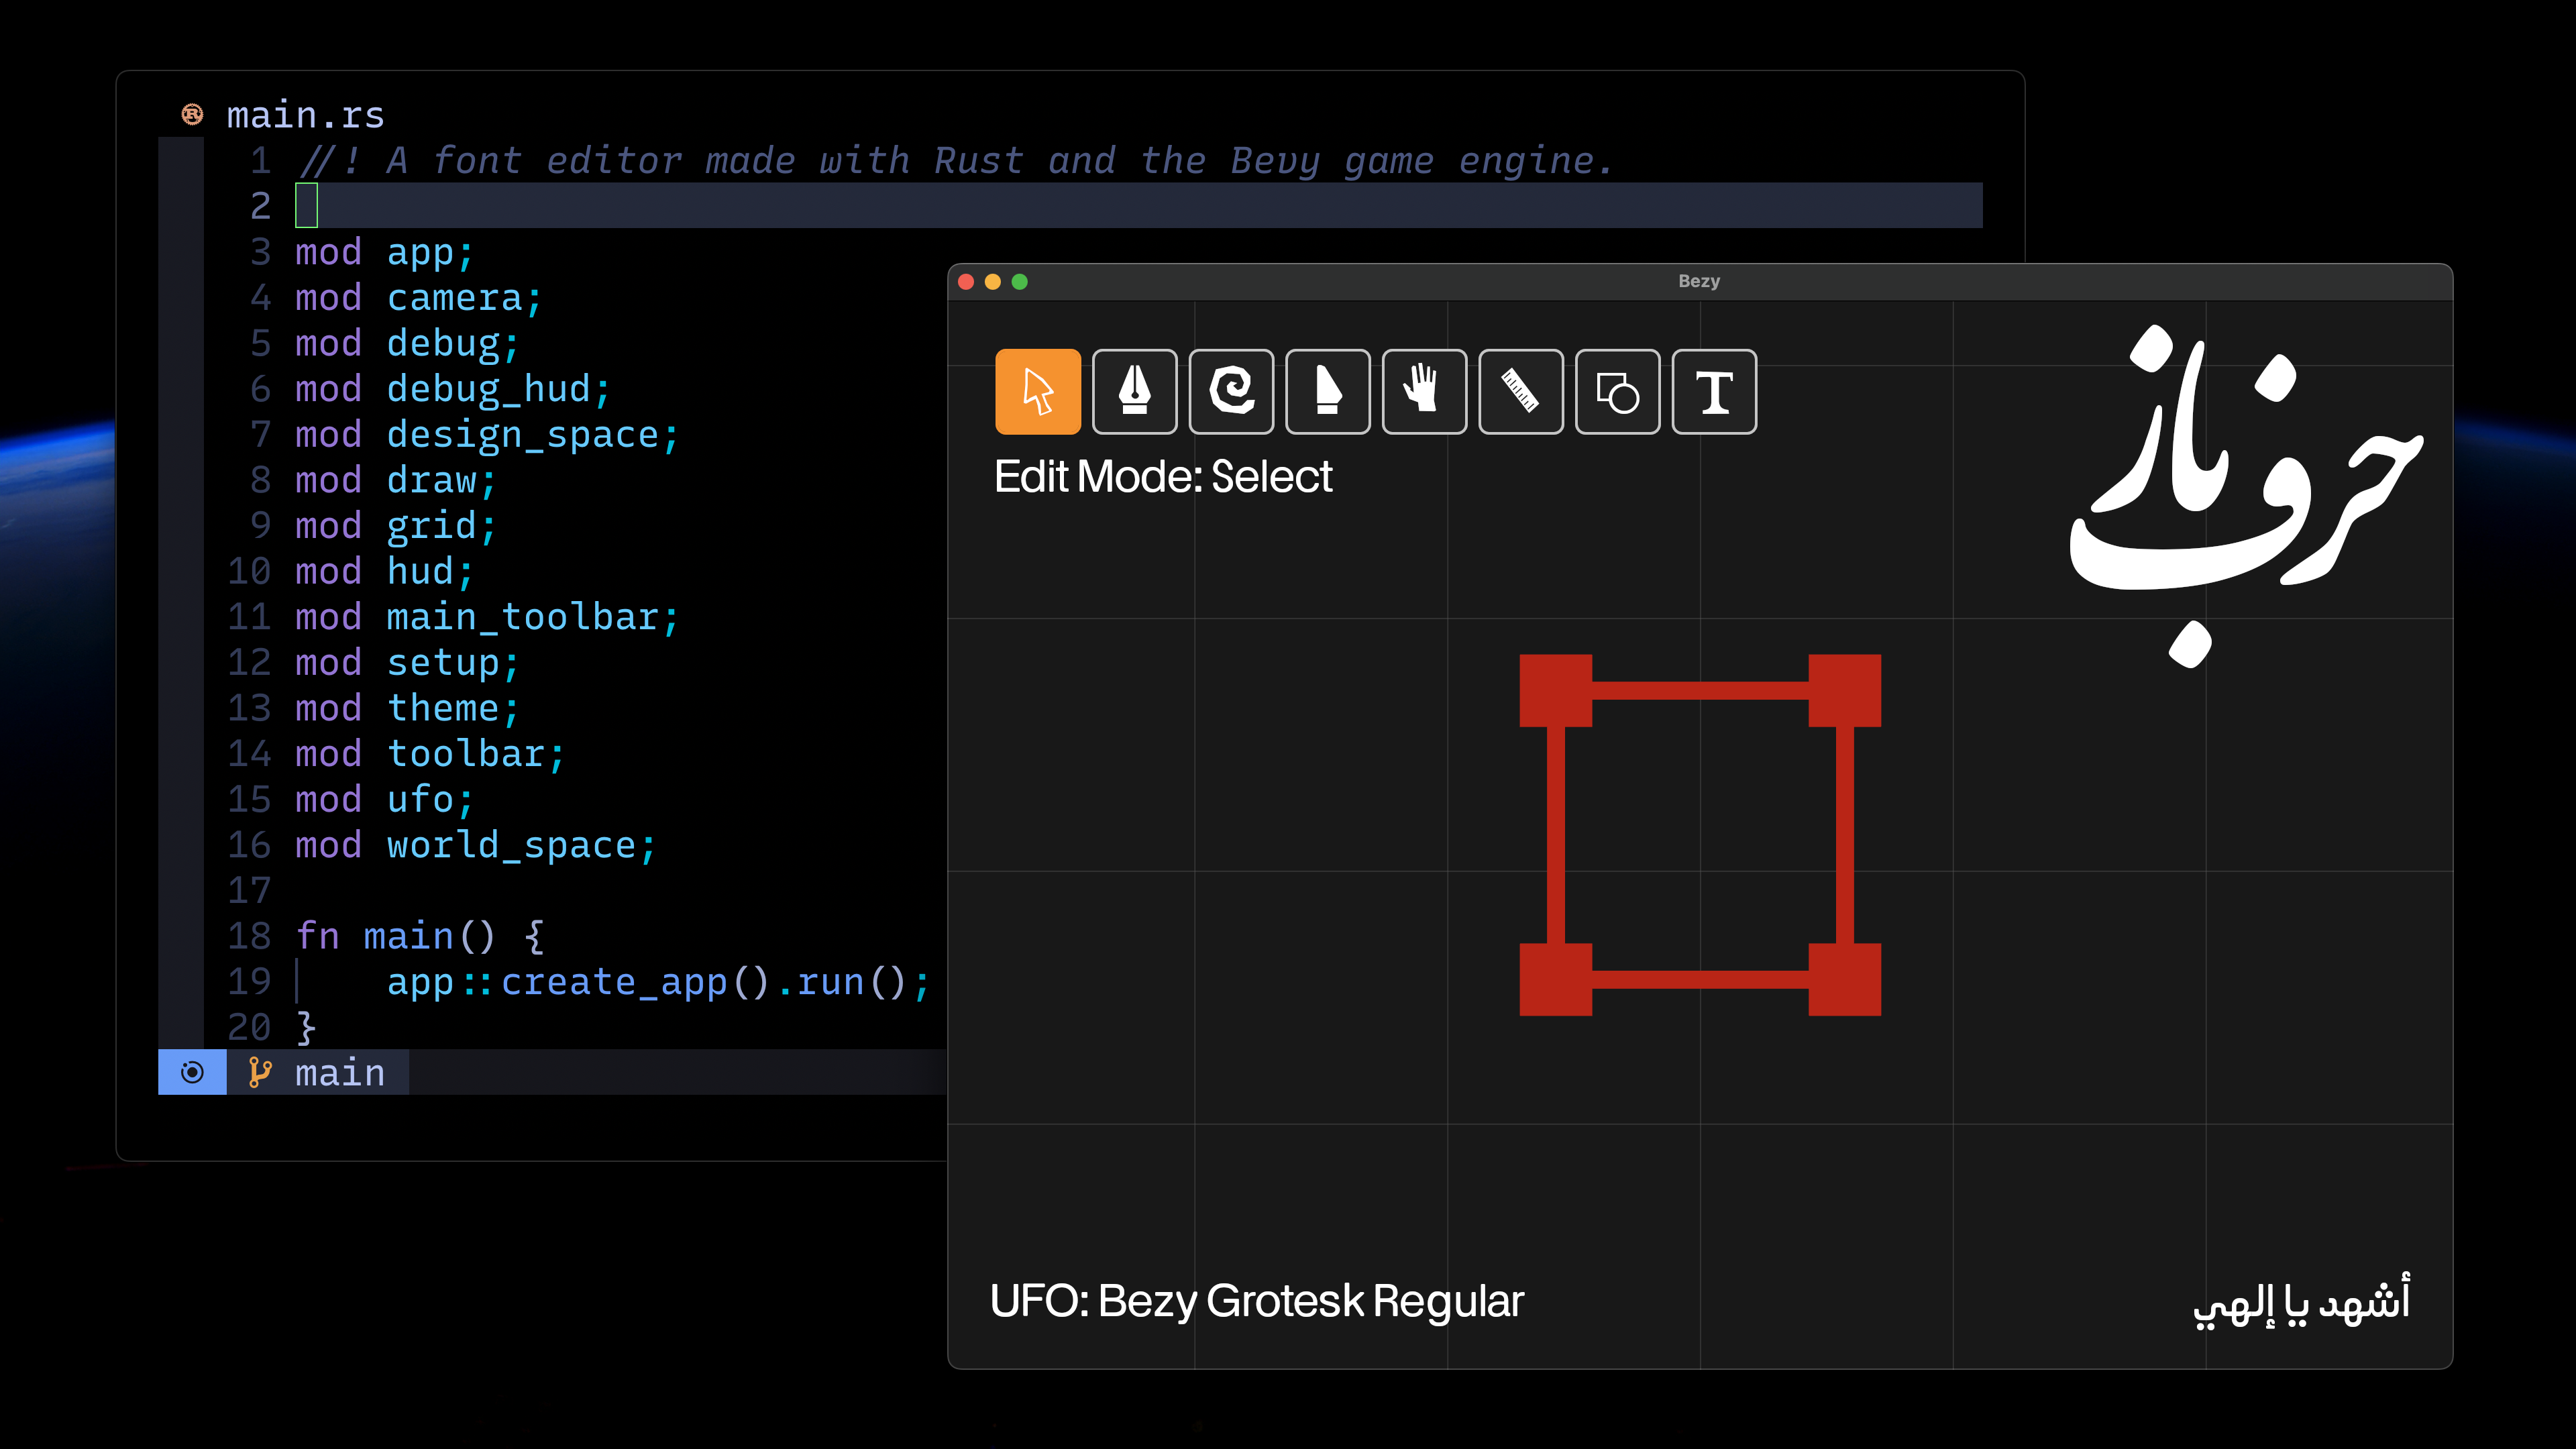 main.rs
1 //! A font editor made with Rust and the Bevy game engine.
2
3 mod app;
4 mod camera;
5 mod debug;
6 mod debug_hud;
7 mod design_space;
8 mod draw;
9 mod grid;
10 mod hud;
11 mod main_toolbar;
12 mod setup;
13 mod theme;
14 mod toolbar;
15 mod ufo;
16 mod world_space;
17
18 fn main() {
19     app::create_app().run();
20 }
main
Bezy
T
Edit Mode: Select
حرف باز
UFO: Bezy Grotesk Regular
أشهد يا إلهي